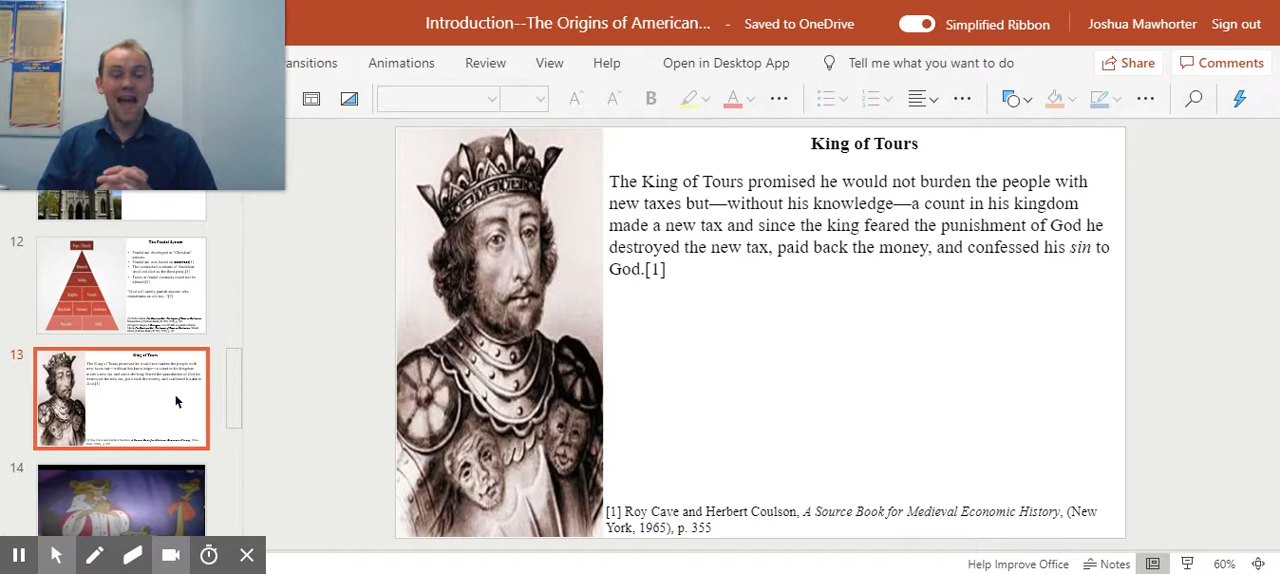 Introduction--The Origins of American... - Saved to OneDrive Simplified Ribbon Joshua Mawhorter Sign out
ansitions Animations Review View Help Open in Desktop App Tell me what you want to do Share Comments
B A
King of Tours
The King of Tours promised he would not burden the people with
new taxes but—without his knowledge—a count in his kingdom
made a new tax and since the king feared the punishment of God he
destroyed the new tax, paid back the money, and confessed his sin to
God.[1]
[1] Roy Cave and Herbert Coulson, A Source Book for Medieval Economic History, (New
York, 1965), p. 355
12
The Feudal System
13
King of Tours
14
Help Improve Office Notes 60%